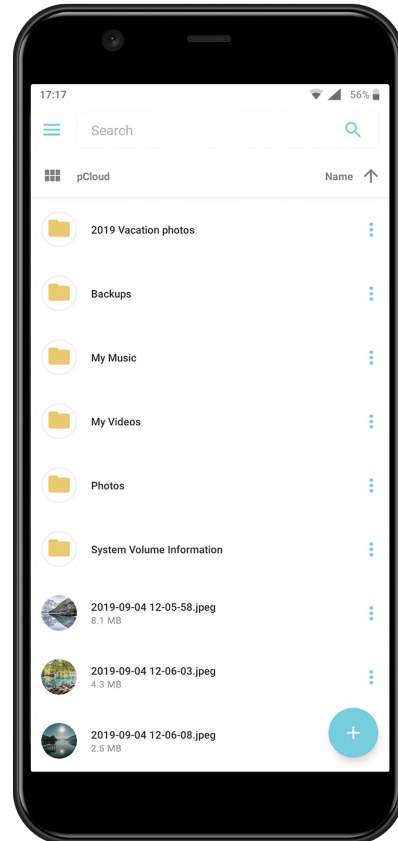 17:17
56%
Search
pCloud
Name
2019 Vacation photos
Backups
My Music
My Videos
Photos
System Volume Information
2019-09-04 12-05-58.jpeg
8.1 MB
2019-09-04 12-06-03.jpeg
4.3 MB
2019-09-04 12-06-08.jpeg
2.5 MB